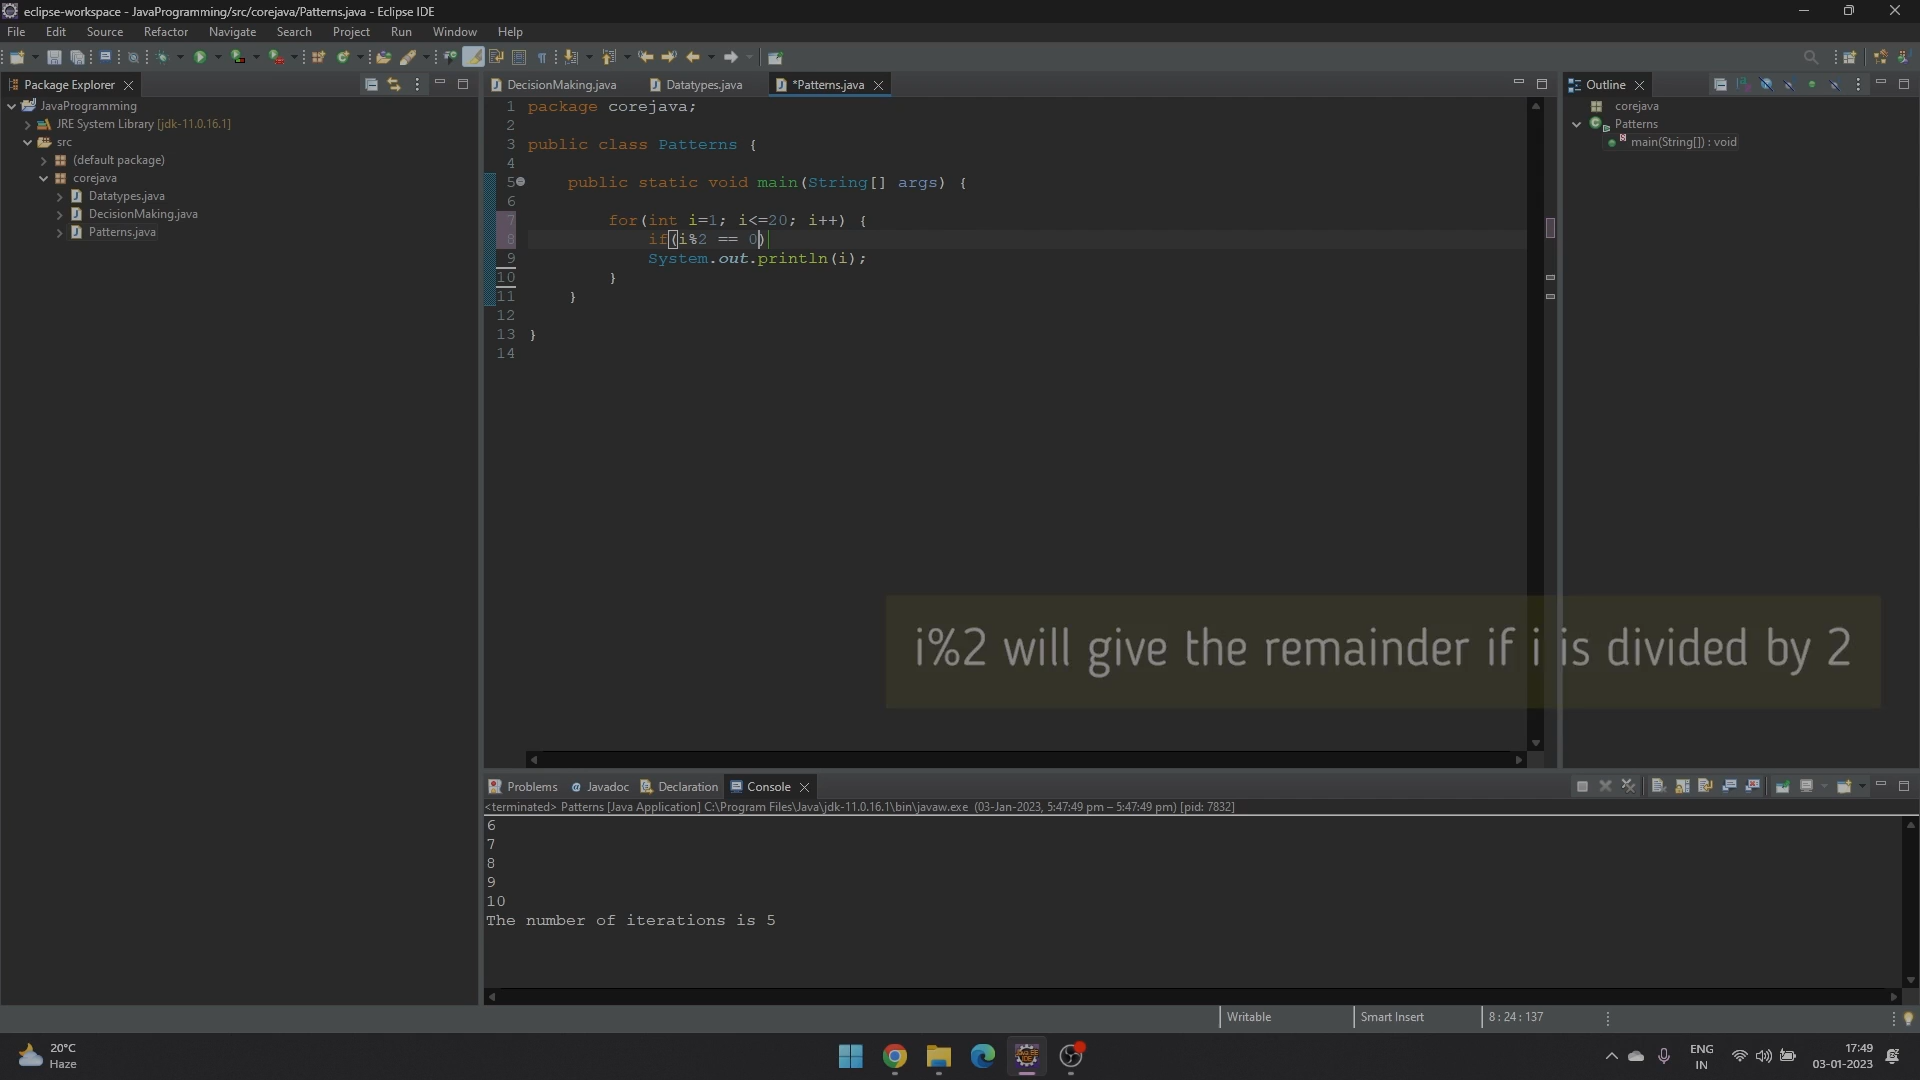 eclipse-workspace - JavaProgramming/src/corejava/Patterns.java - Eclipse IDE
File Edit Source Refactor Navigate Search Project Run Window Help
Package Explorer
JavaProgramming
JRE System Library [jdk-11.0.16.1]
src
(default package)
corejava
Datatypes.java
DecisionMaking.java
Patterns.java
DecisionMaking.java Datatypes.java *Patterns.java
1 package corejava;
2
3 public class Patterns {
4
5 public static void main(String[] args) {
6
7 for(int i=1; i<=20; i++) {
8 if(i%2 == 0)
9 System.out.println(i);
10 }
11 }
12
13 }
14
Outline
corejava
Patterns
main(String[]) : void
i%2 will give the remainder if i is divided by 2
Problems Javadoc Declaration Console
<terminated> Patterns [Java Application] C:\Program Files\Java\jdk-11.0.16.1\bin\javaw.exe (03-Jan-2023, 5:47:49 pm – 5:47:49 pm) [pid: 7832]
6
7
8
9
10
The number of iterations is 5
Writable Smart Insert 8 : 24 : 137
20°C
Haze
ENG
IN
17:49
03-01-2023